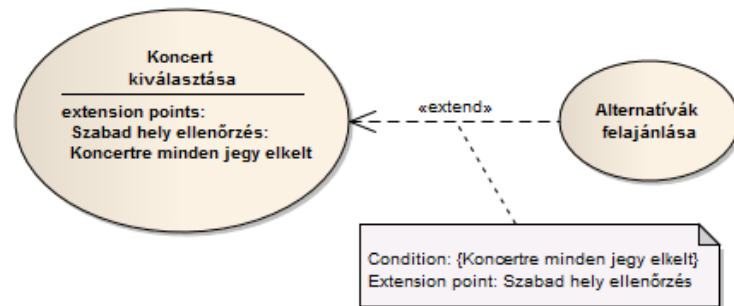 Koncert
kiválasztása
extension points:
Szabad hely ellenőrzés:
Koncertre minden jegy elkelt
«extend»
Alternatívák
felajánlása
Condition: {Koncertre minden jegy elkelt}
Extension point: Szabad hely ellenőrzés